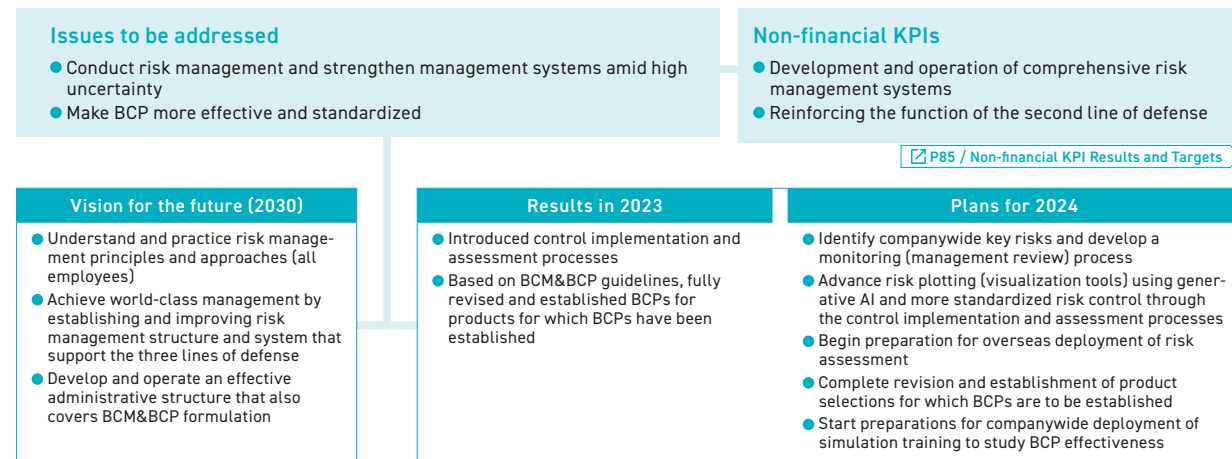 Issues to be addressed
● Conduct risk management and strengthen management systems amid high
uncertainty
● Make BCP more effective and standardized
Non-financial KPIs
● Development and operation of comprehensive risk
management systems
● Reinforcing the function of the second line of defense
P85 / Non-financial KPI Results and Targets
Vision for the future (2030)
● Understand and practice risk manage-
ment principles and approaches (all
employees)
● Achieve world-class management by
establishing and improving risk
management structure and system that
support the three lines of defense
● Develop and operate an effective
administrative structure that also
covers BCM&BCP formulation
Results in 2023
● Introduced control implementation and
assessment processes
● Based on BCM&BCP guidelines, fully
revised and established BCPs for
products for which BCPs have been
established
Plans for 2024
● Identify companywide key risks and develop a
monitoring (management review) process
● Advance risk plotting (visualization tools) using gener-
ative AI and more standardized risk control through
the control implementation and assessment processes
● Begin preparation for overseas deployment of risk
assessment
● Complete revision and establishment of product
selections for which BCPs are to be established
● Start preparations for companywide deployment of
simulation training to study BCP effectiveness